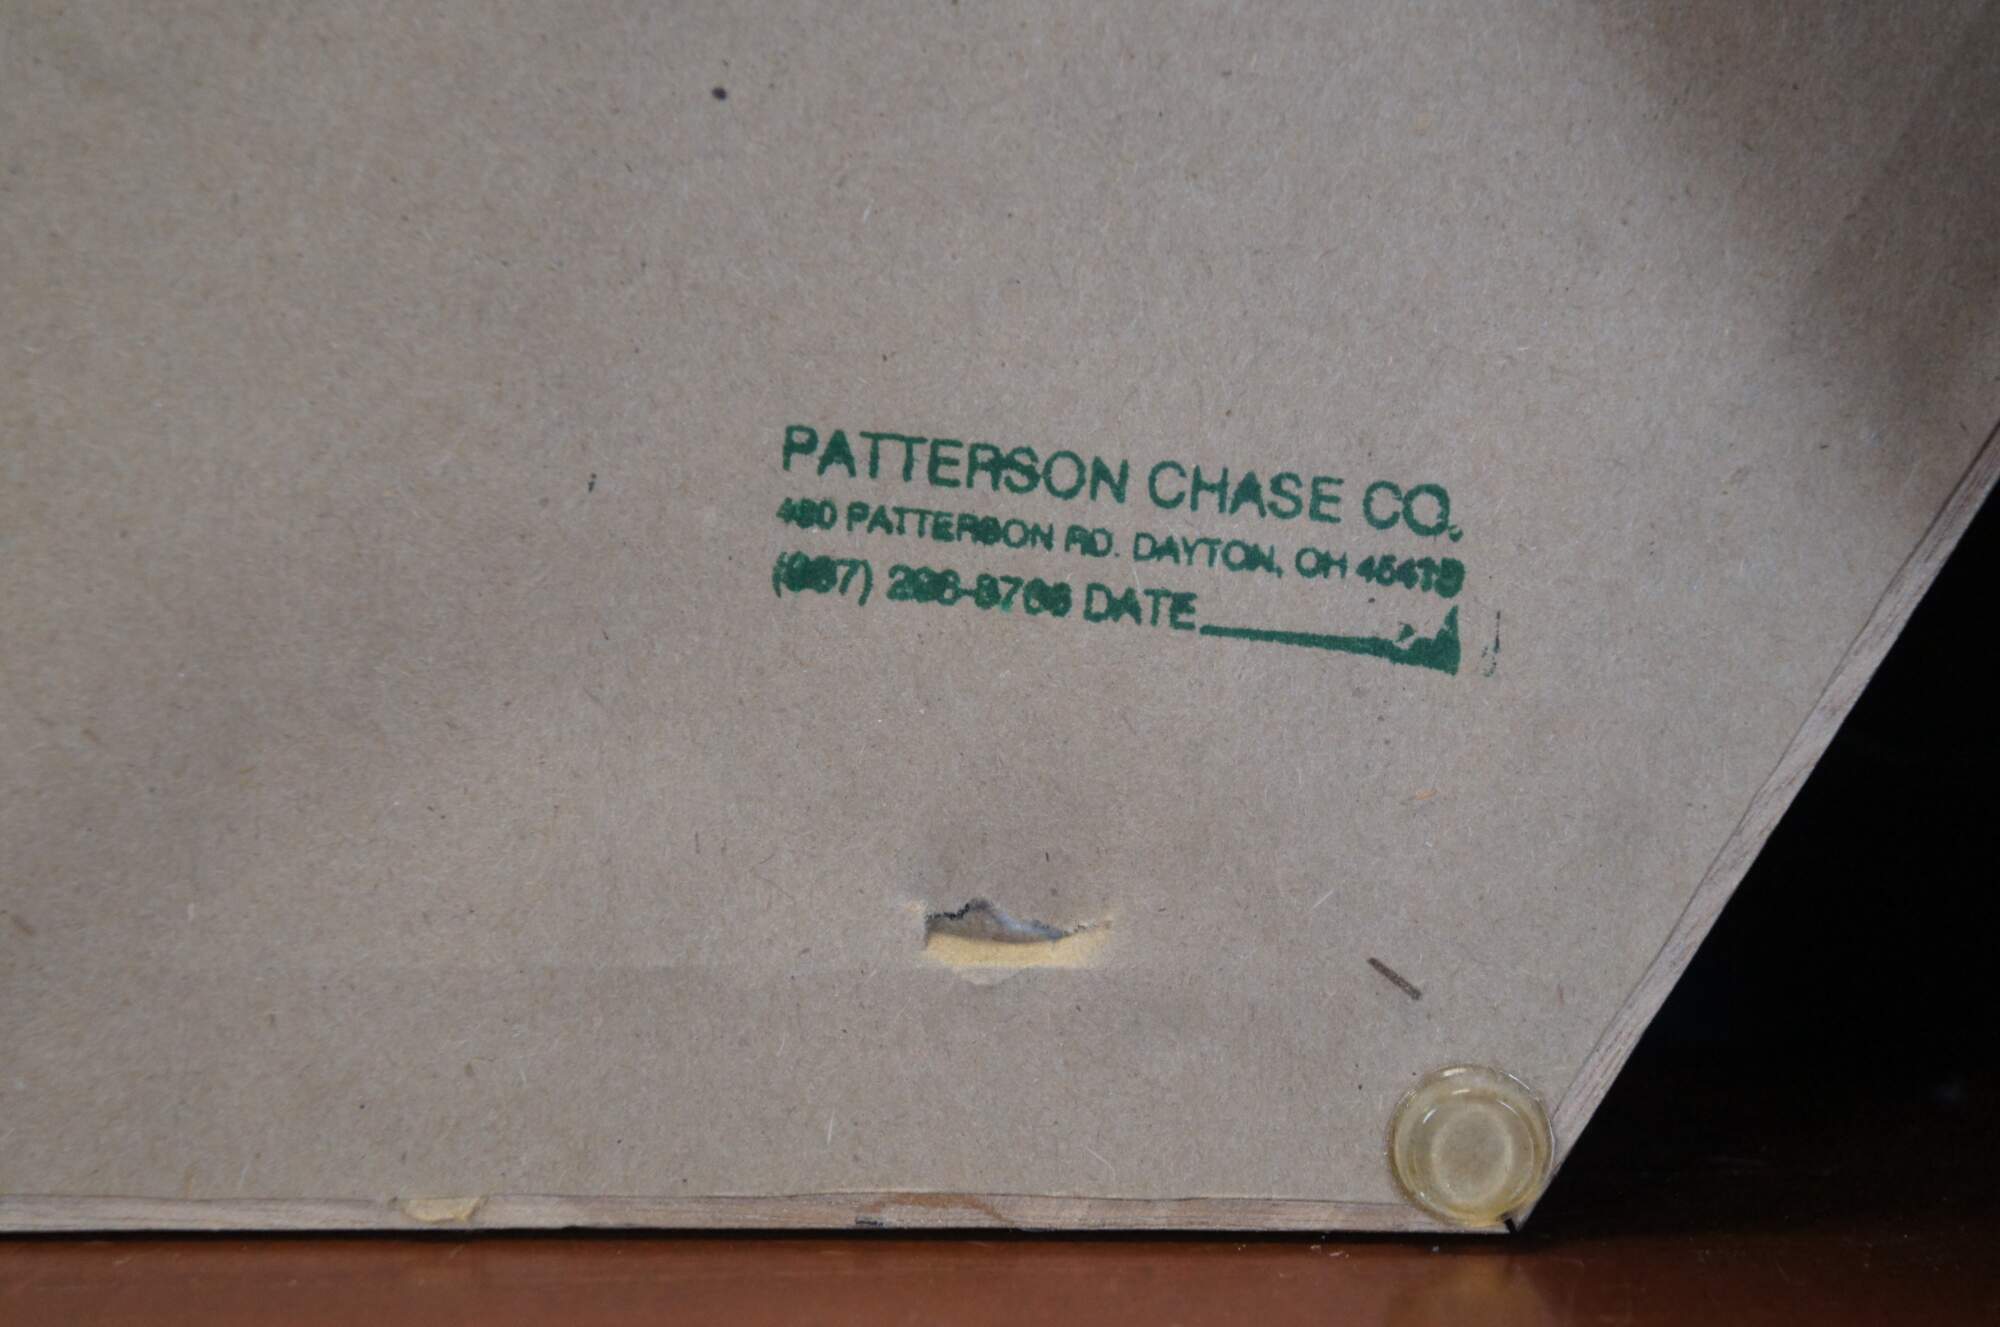 PATTERSON CHASE CO.
PATTERSON RD. DAYTON, OH
DATE